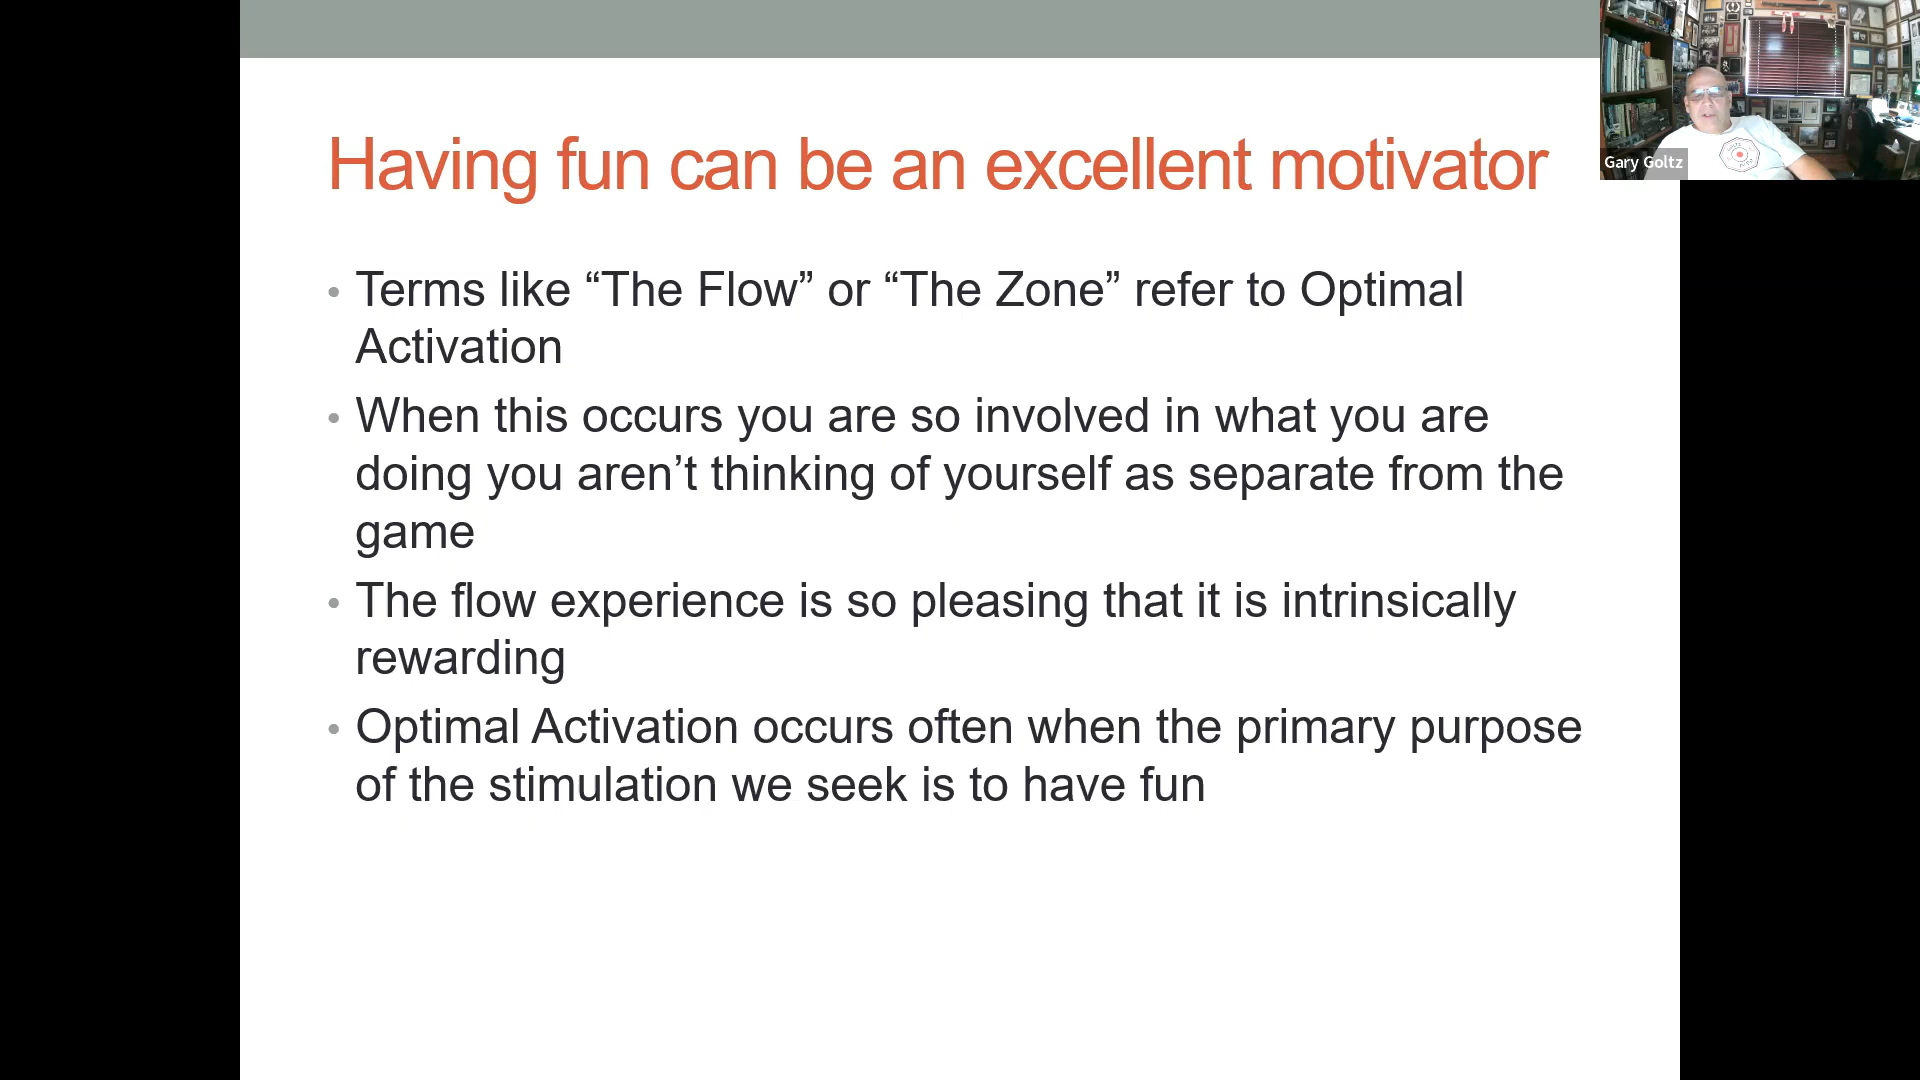 Having fun can be an excellent motivator
• Terms like “The Flow” or “The Zone” refer to Optimal
Activation
• When this occurs you are so involved in what you are
doing you aren’t thinking of yourself as separate from the
game
• The flow experience is so pleasing that it is intrinsically
rewarding
• Optimal Activation occurs often when the primary purpose
of the stimulation we seek is to have fun
Gary Goltz